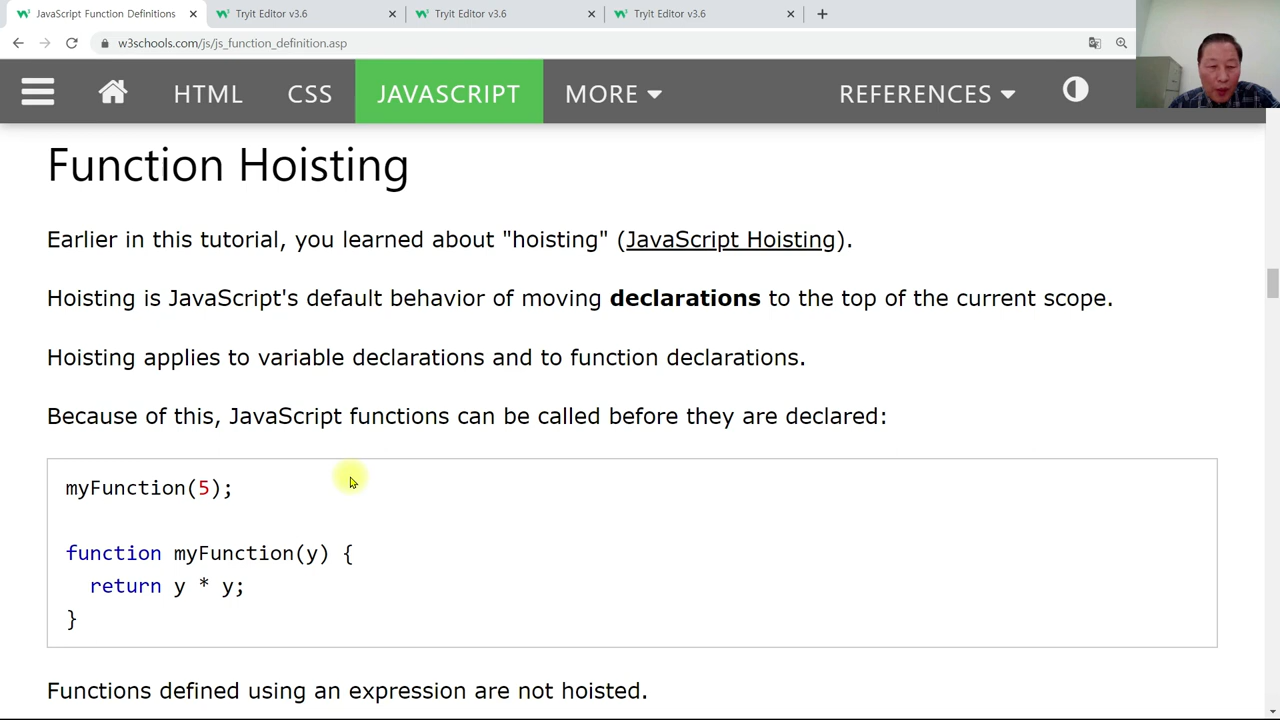 JavaScript Function Definitions
Tryit Editor v3.6
Tryit Editor v3.6
Tryit Editor v3.6
w3schools.com/js/js_function_definition.asp
HTML CSS JAVASCRIPT MORE REFERENCES
Function Hoisting
Earlier in this tutorial, you learned about "hoisting" (JavaScript Hoisting).
Hoisting is JavaScript's default behavior of moving declarations to the top of the current scope.
Hoisting applies to variable declarations and to function declarations.
Because of this, JavaScript functions can be called before they are declared:
myFunction(5);
function myFunction(y) {
return y * y;
}
Functions defined using an expression are not hoisted.